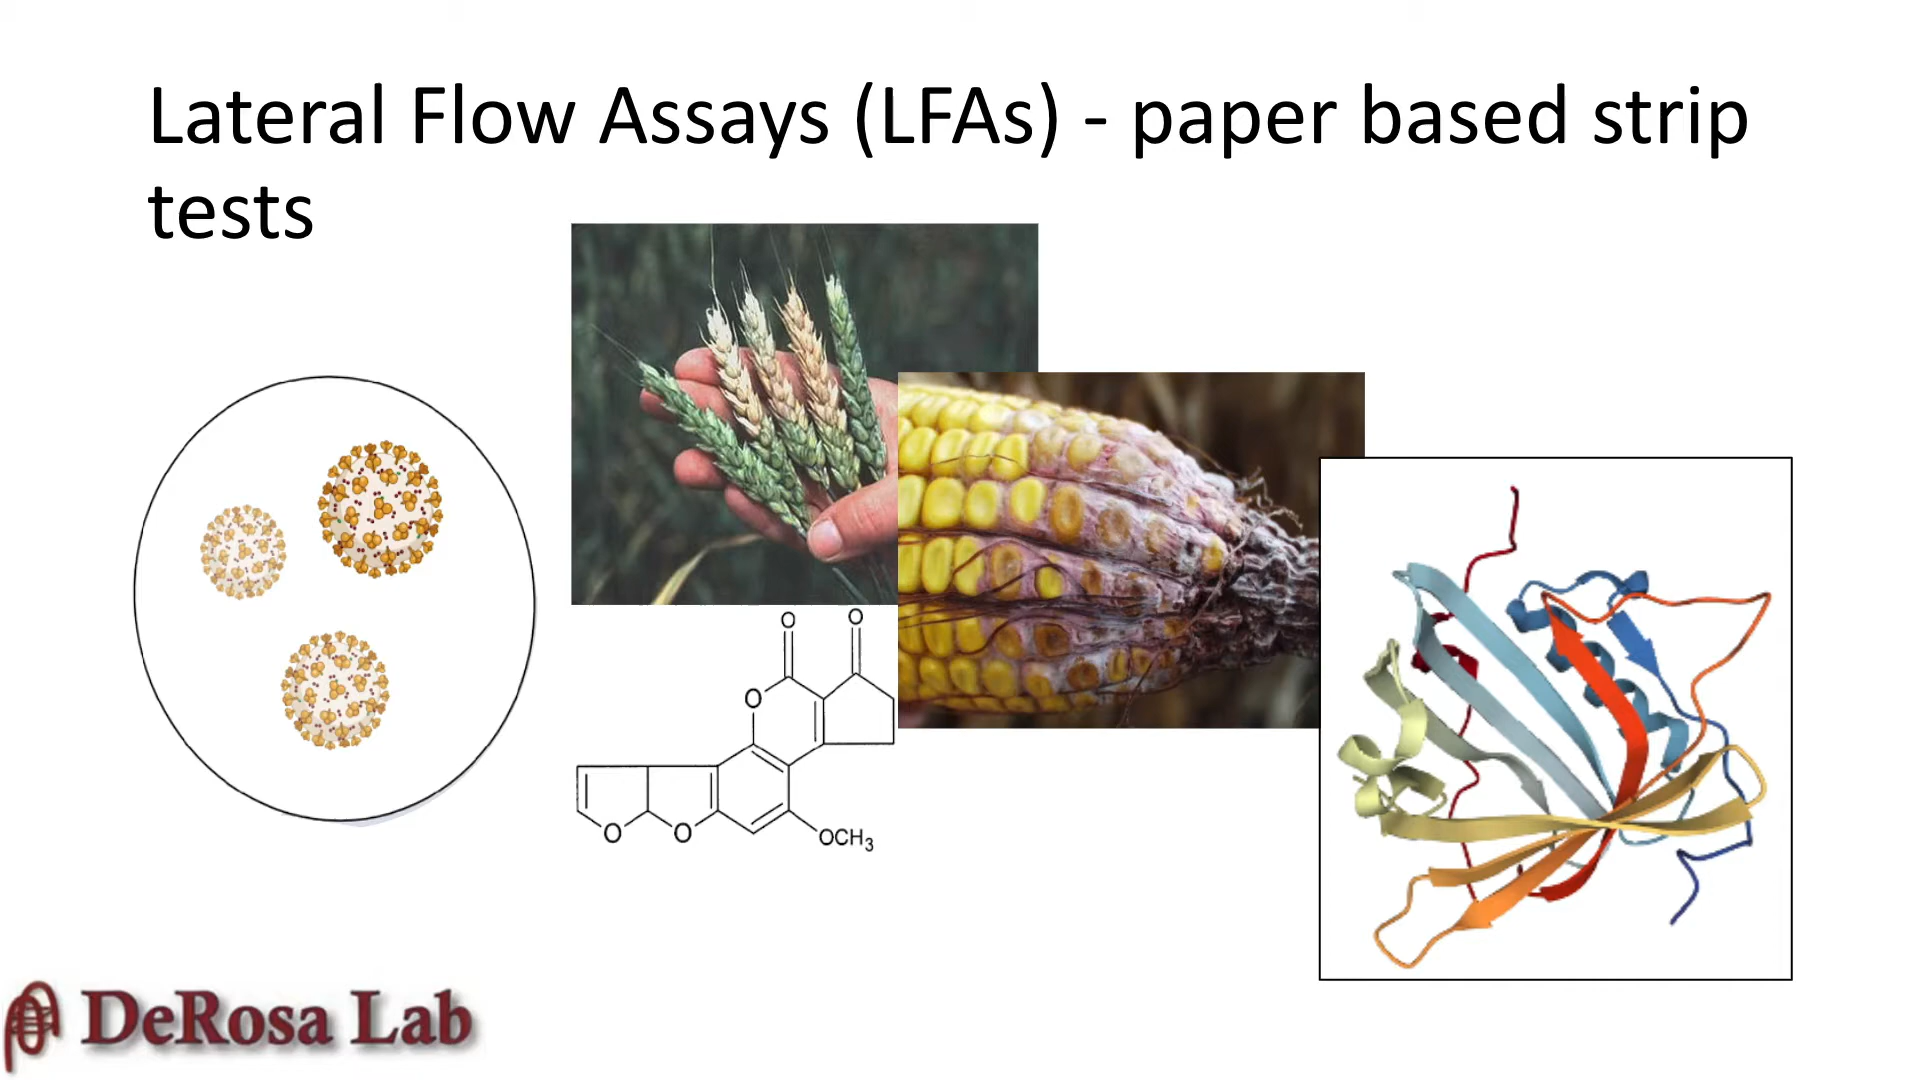 Lateral Flow Assays (LFAs) - paper based strip
tests
O
O
O
O
O
OCH3
DeRosa Lab